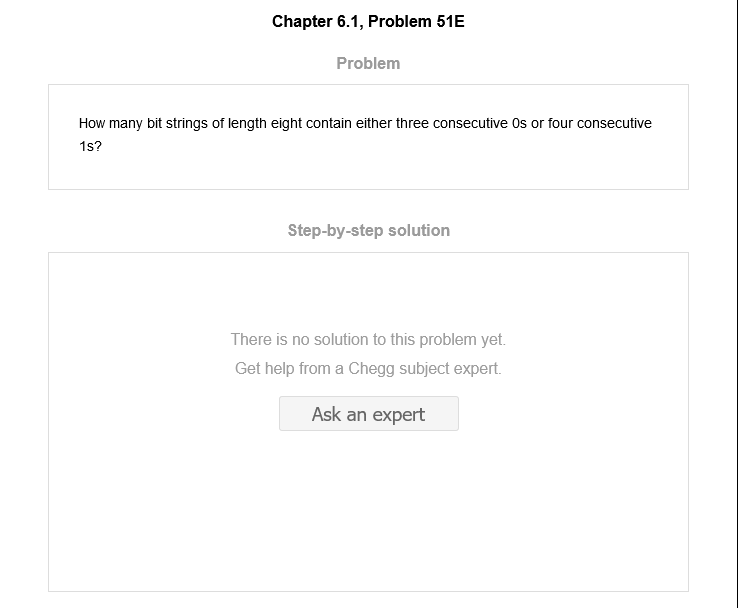 Chapter 6.1, Problem 51E
Problem
How many bit strings of length eight contain either three consecutive 0s or four consecutive
1s?
Step-by-step solution
There is no solution to this problem yet.
Get help from a Chegg subject expert.
Ask an expert